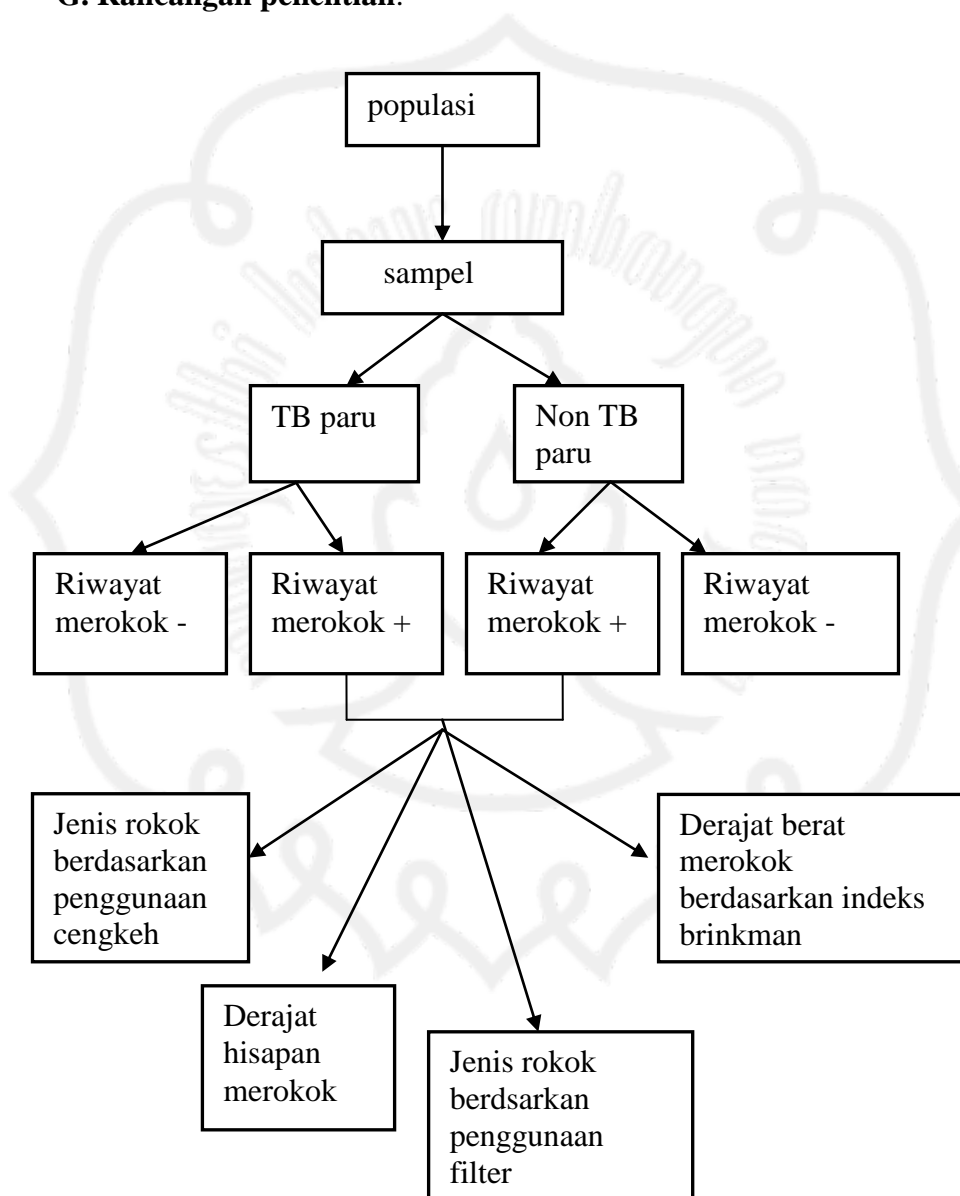 G. Rancangan penelitian:
populasi
sampel
TB paru
Non TB
paru
Riwayat
merokok -
Riwayat
merokok +
Riwayat
merokok +
Riwayat
merokok -
Jenis rokok
berdasarkan
penggunaan
cengkeh
Derajat
hisapan
merokok
Jenis rokok
berdsarkan
penggunaan
filter
Derajat berat
merokok
berdasarkan indeks
brinkman